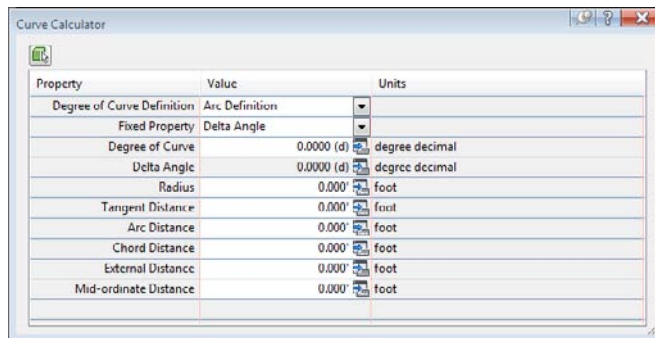 Curve Calculator
Property Value Units
Degree of Curve Definition Arc Definition
Fixed Property Delta Angle
Degree of Curve 0.0000 (d) degree decimal
Delta Angle 0.0000 (d) degree decimal
Radius 0.000' foot
Tangent Distance 0.000' foot
Arc Distance 0.000' foot
Chord Distance 0.000' foot
External Distance 0.000' foot
Mid-ordinate Distance 0.000' foot